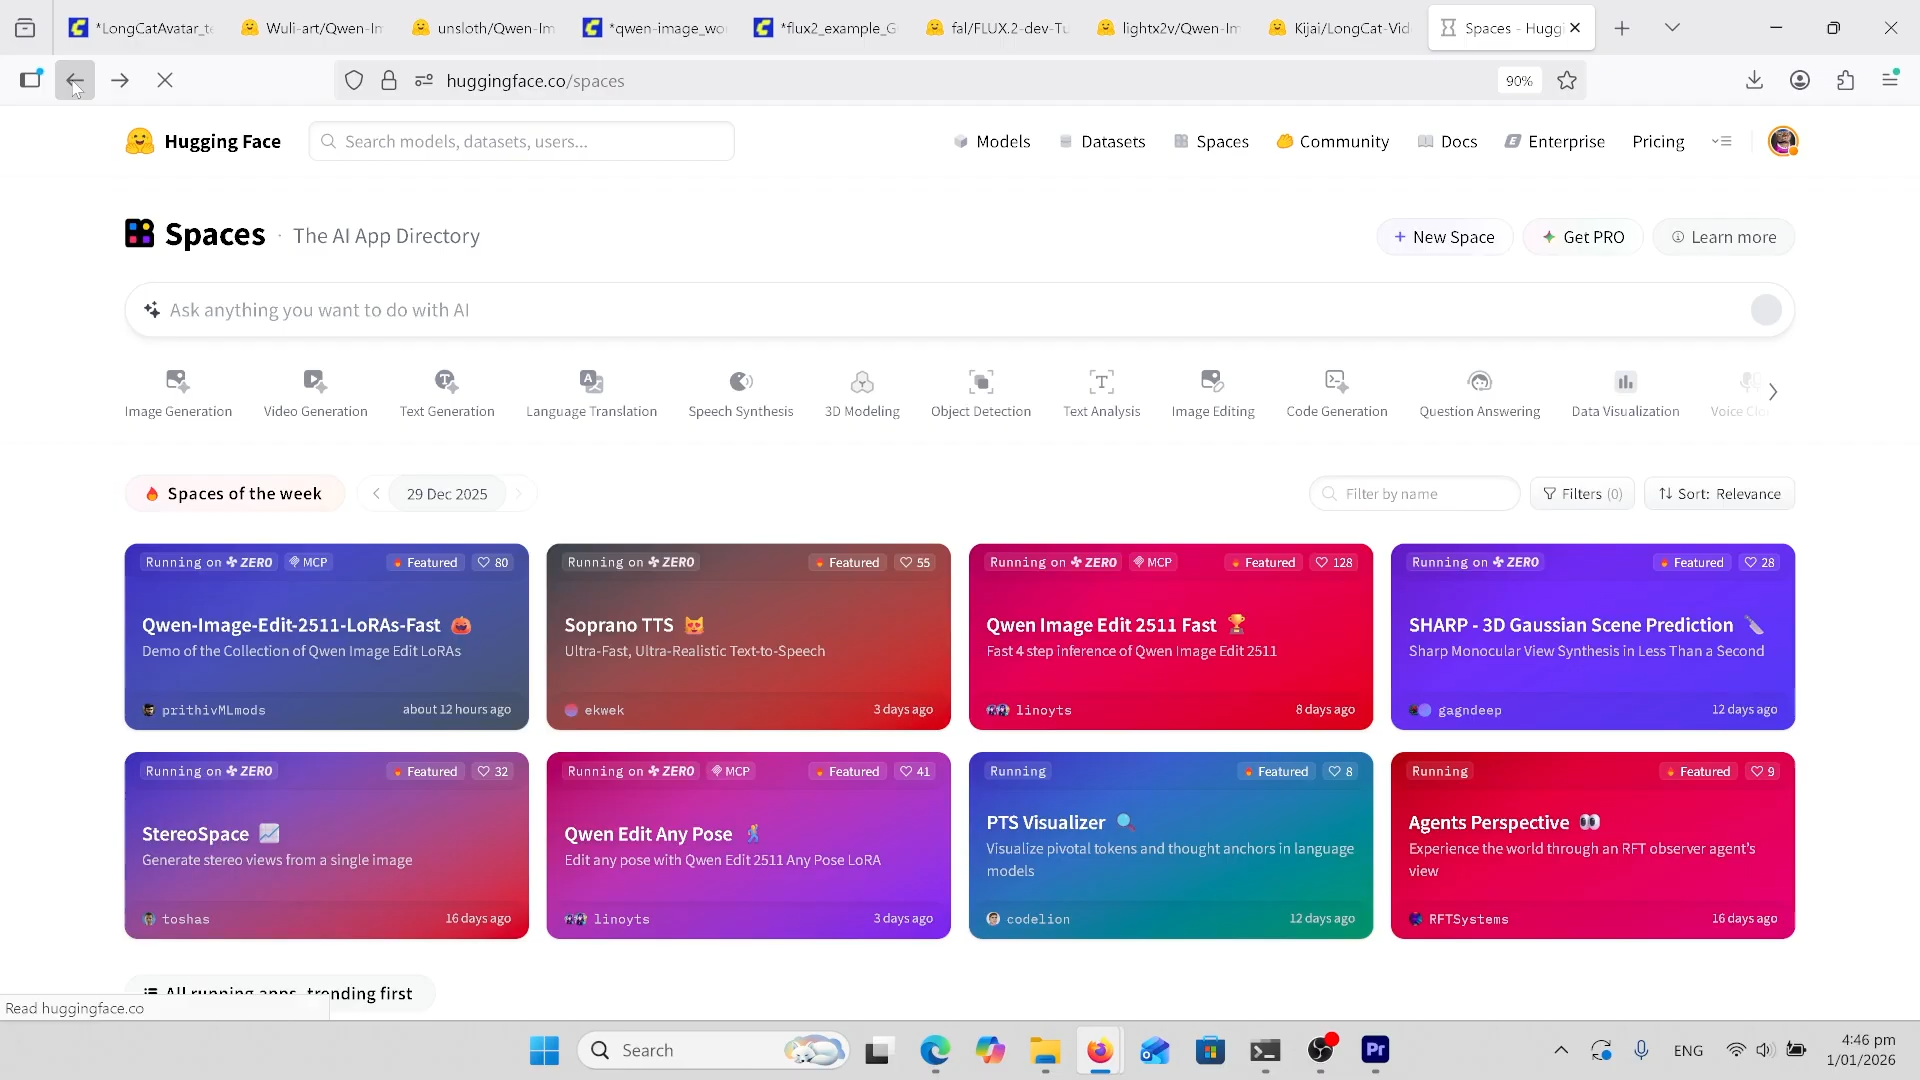 *LongCatAvatar_te
Wuli-art/Qwen-Im
unsloth/Qwen-Im
*qwen-image_wo
*flux2_example_G
fal/FLUX.2-dev-Tu
lightx2v/Qwen-Im
Kijai/LongCat-Vid
Spaces - Huggi
huggingface.co/spaces
90%
Hugging Face
Search models, datasets, users...
Models
Datasets
Spaces
Community
Docs
Enterprise
Pricing
Spaces · The AI App Directory
+ New Space
Get PRO
Learn more
Ask anything you want to do with AI
Image Generation
Video Generation
Text Generation
Language Translation
Speech Synthesis
3D Modeling
Object Detection
Text Analysis
Image Editing
Code Generation
Question Answering
Data Visualization
Voice Clo
Spaces of the week
29 Dec 2025
Filter by name
Filters (0)
Sort: Relevance
Running on ZERO MCP Featured 80
Qwen-Image-Edit-2511-LoRAs-Fast
Demo of the Collection of Qwen Image Edit LoRAs
prithivMLmods about 12 hours ago
Running on ZERO Featured 55
Soprano TTS
Ultra-Fast, Ultra-Realistic Text-to-Speech
ekwek 3 days ago
Running on ZERO MCP Featured 128
Qwen Image Edit 2511 Fast
Fast 4 step inference of Qwen Image Edit 2511
linoyts 8 days ago
Running on ZERO Featured 28
SHARP - 3D Gaussian Scene Prediction
Sharp Monocular View Synthesis in Less Than a Second
gagndeep 12 days ago
Running on ZERO Featured 32
StereoSpace
Generate stereo views from a single image
toshas 16 days ago
Running on ZERO MCP Featured 41
Qwen Edit Any Pose
Edit any pose with Qwen Edit 2511 Any Pose LoRA
linoyts 3 days ago
Running Featured 8
PTS Visualizer
Visualize pivotal tokens and thought anchors in language
models
codelion 12 days ago
Running Featured 9
Agents Perspective
Experience the world through an RFT observer agent's
view
RFTSystems 16 days ago
All running apps, trending first
Read huggingface.co
Search
Pr
ENG
4:46 pm
1/01/2026